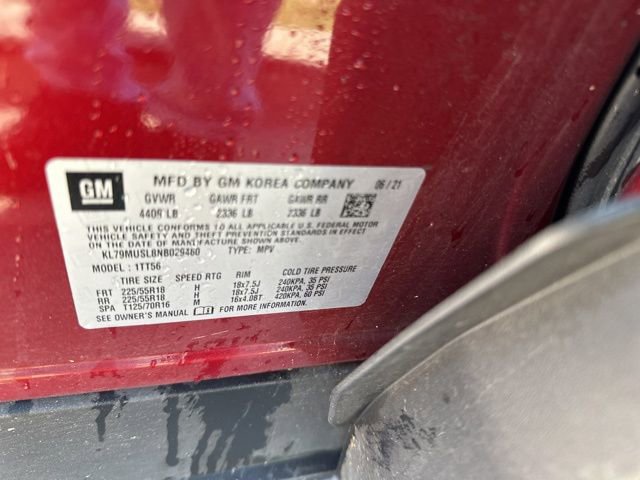 GM
MFD BY GM KOREA COMPANY 06/21
GVWR GAWR FRT GAWR RR
4409 LB 2336 LB 2336 LB
THIS VEHICLE CONFORMS TO ALL APPLICABLE U.S. FEDERAL MOTOR
VEHICLE SAFETY AND THEFT PREVENTION STANDARDS IN EFFECT
ON THE DATE OF MANUFACTURE SHOWN ABOVE.
KL79MUSL8NB029460 TYPE: MPV
MODEL: 1TT56
TIRE SIZE SPEED RTG RIM COLD TIRE PRESSURE
FRT 225/55R18 H 18x7.5J 240KPA, 35 PSI
RR 225/55R18 H 18x7.5J 240KPA, 35 PSI
SPA T125/70R16 M 16x4.0BT 420KPA, 60 PSI
SEE OWNER'S MANUAL FOR MORE INFORMATION.